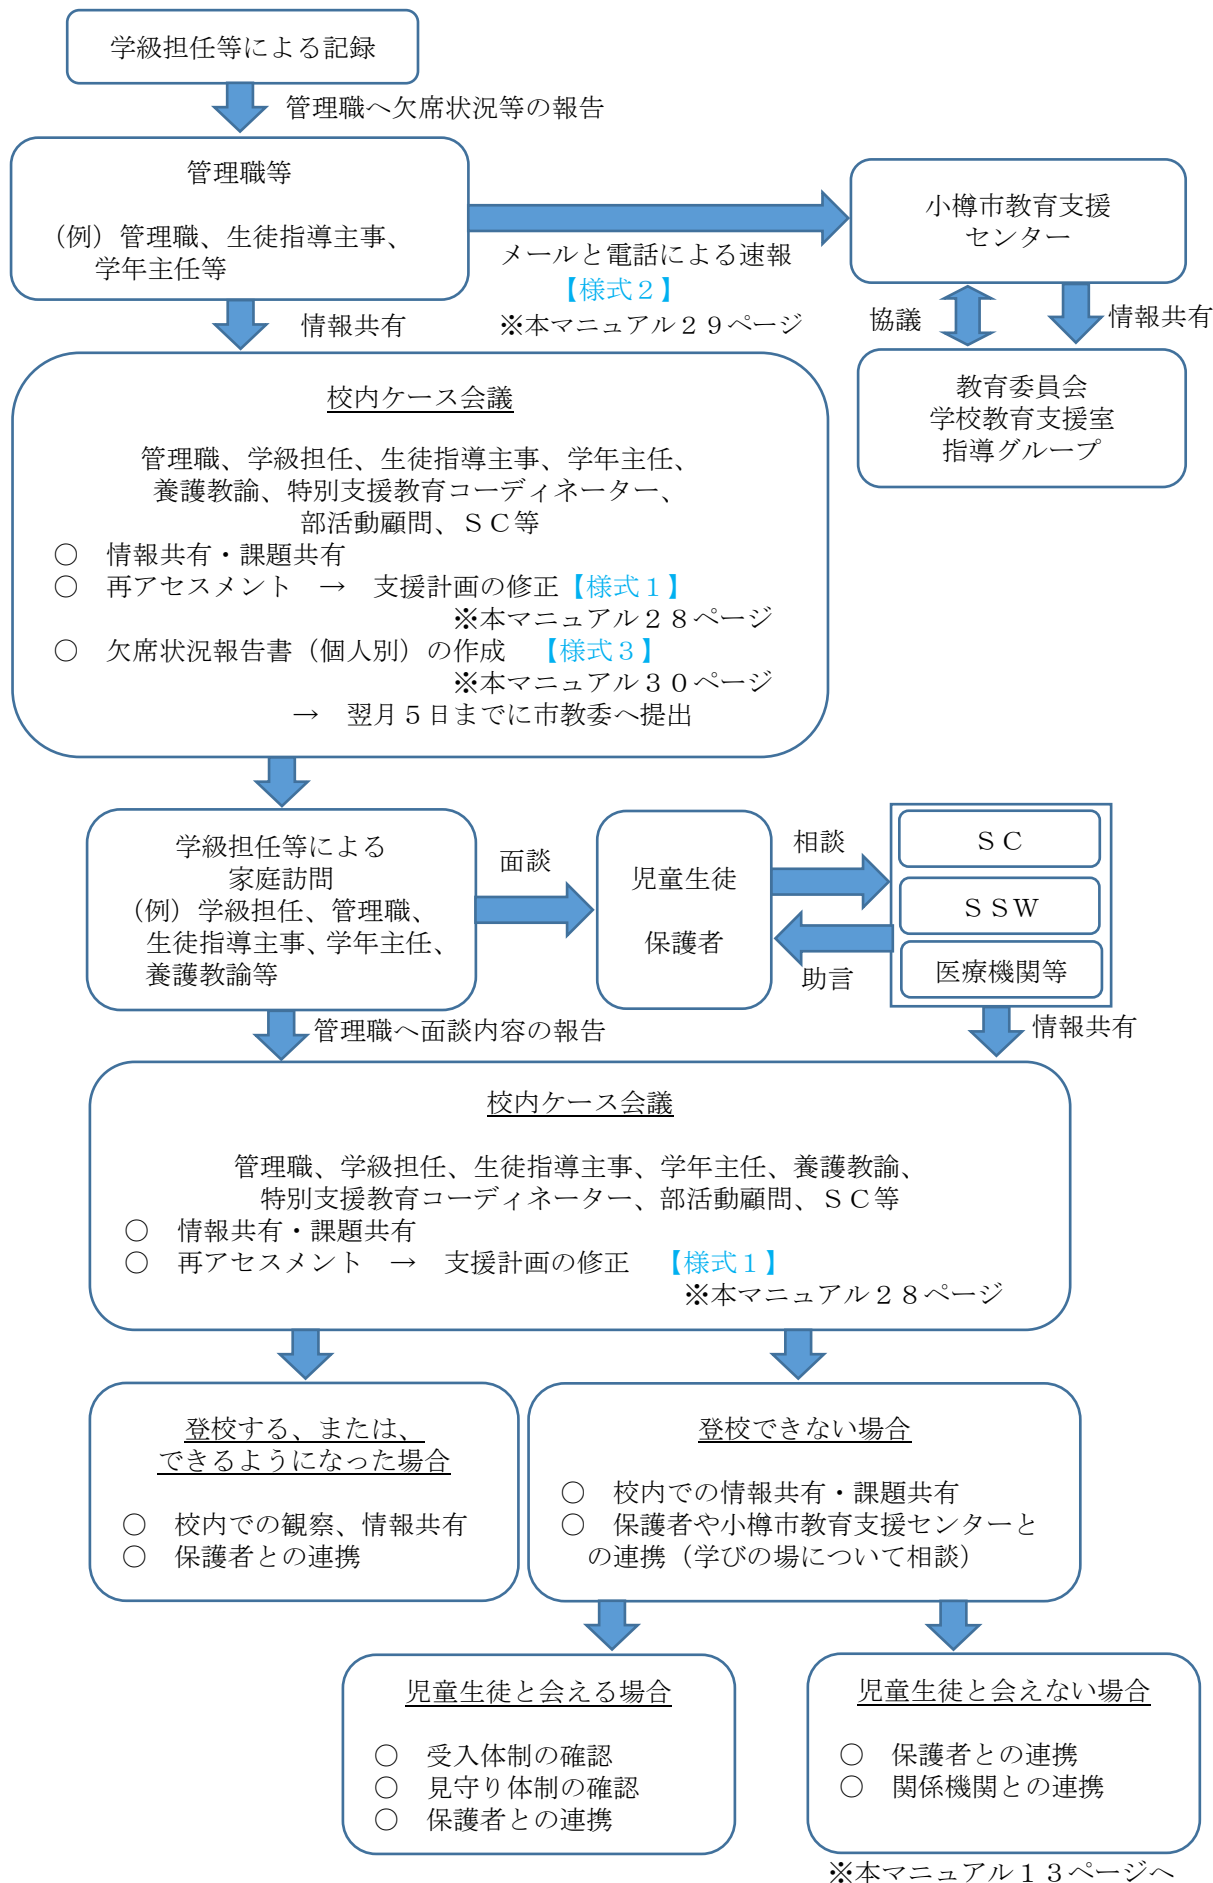 学級担任等による記録
管理職へ欠席状況等の報告
管理職等
（例）管理職、生徒指導主事、
学年主任等
メールと電話による速報
【様式２】
※本マニュアル２９ページ
小樽市教育支援
センター
協議
情報共有
教育委員会
学校教育支援室
指導グループ
情報共有
校内ケース会議
管理職、学級担任、生徒指導主事、学年主任、
養護教諭、特別支援教育コーディネーター、
部活動顧問、ＳＣ等
○　情報共有・課題共有
○　再アセスメント　→　支援計画の修正【様式１】
※本マニュアル２８ページ
○　欠席状況報告書（個人別）の作成　【様式３】
※本マニュアル３０ページ
→　翌月５日までに市教委へ提出
学級担任等による
家庭訪問
（例）学級担任、管理職、
生徒指導主事、学年主任、
養護教諭等
面談
児童生徒
保護者
相談
助言
ＳＣ
ＳＳＷ
医療機関等
管理職へ面談内容の報告
情報共有
校内ケース会議
管理職、学級担任、生徒指導主事、学年主任、養護教諭、
特別支援教育コーディネーター、部活動顧問、ＳＣ等
○　情報共有・課題共有
○　再アセスメント　→　支援計画の修正　【様式１】
※本マニュアル２８ページ
登校する、または、
できるようになった場合
○　校内での観察、情報共有
○　保護者との連携
登校できない場合
○　校内での情報共有・課題共有
○　保護者や小樽市教育支援センターと
の連携（学びの場について相談）
児童生徒と会える場合
○　受入体制の確認
○　見守り体制の確認
○　保護者との連携
児童生徒と会えない場合
○　保護者との連携
○　関係機関との連携
※本マニュアル１３ページへ